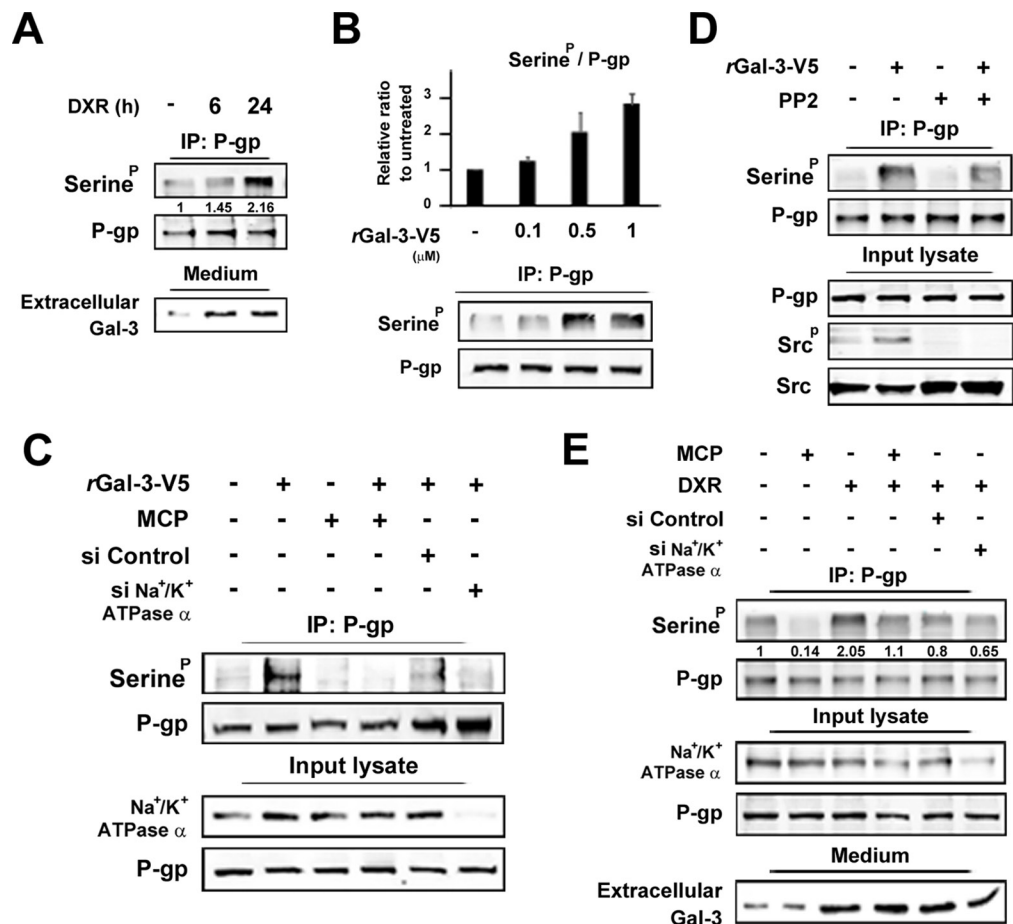 A
DXR (h) - 6 24
IP: P-gp
Serine^P
1 1.45 2.16
P-gp
Medium
Extracellular
Gal-3
B
Serine^P / P-gp
Relative ratio
to untreated
3
2
1
0
rGal-3-V5 - 0.1 0.5 1
(μM)
IP: P-gp
Serine^P
P-gp
C
rGal-3-V5 - + - + + +
MCP - - + + - -
si Control - - - - + -
si Na+/K+ - - - - - +
ATPase α
IP: P-gp
Serine^P
P-gp
Input lysate
Na+/K+
ATPase α
P-gp
D
rGal-3-V5 - + - +
PP2 - - + +
IP: P-gp
Serine^P
P-gp
Input lysate
P-gp
Src^P
Src
E
MCP - + - + - -
DXR - - + + + +
si Control - - - - + -
si Na+/K+ - - - - - +
ATPase α
IP: P-gp
Serine^P
1 0.14 2.05 1.1 0.8 0.65
P-gp
Input lysate
Na+/K+
ATPase α
P-gp
Medium
Extracellular
Gal-3